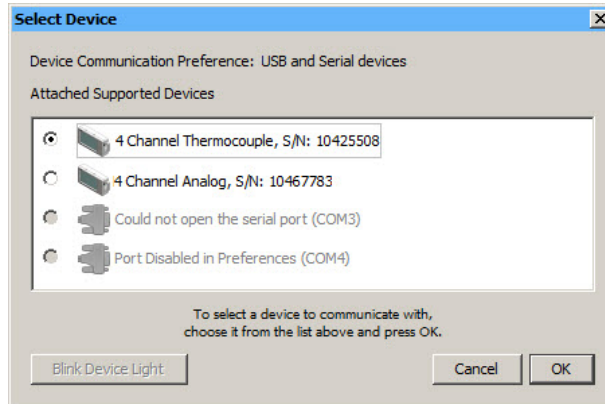 Select Device
Device Communication Preference: USB and Serial devices
Attached Supported Devices
4 Channel Thermocouple, S/N: 10425508
4 Channel Analog, S/N: 10467783
Could not open the serial port (COM3)
Port Disabled in Preferences (COM4)
To select a device to communicate with,
choose it from the list above and press OK.
Blink Device Light Cancel OK